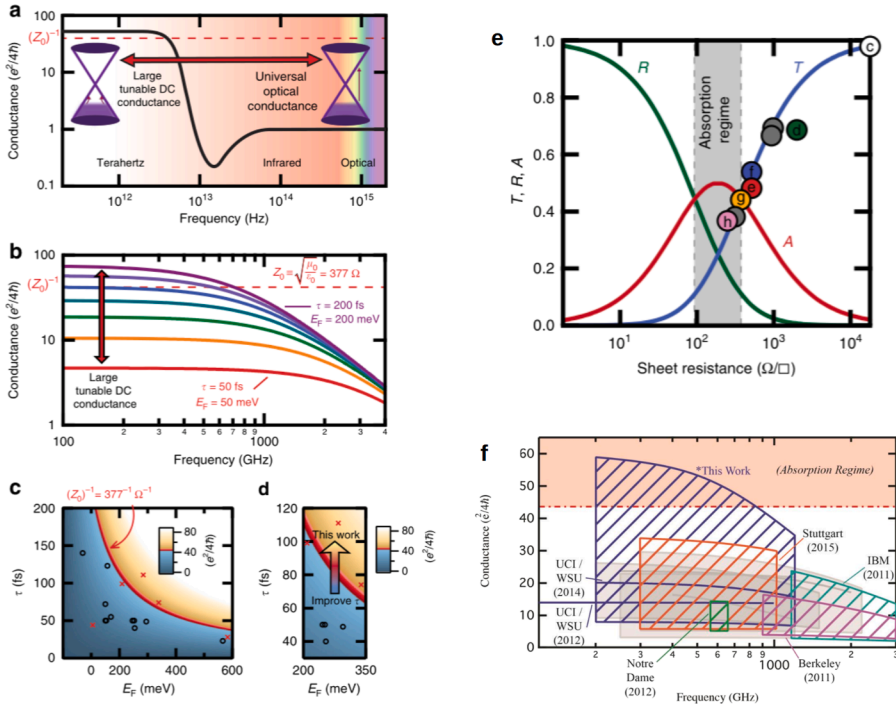 a
Conductance (e²/4ℏ)
100
(Z₀)⁻¹
10
1
0.1
Large
tunable DC
conductance
Universal
optical
conductance
Terahertz
Infrared
Optical
10¹²
10¹³
10¹⁴
10¹⁵
Frequency (Hz)
b
Conductance (e²/4ℏ)
100
(Z₀)⁻¹
10
1
Z₀ = √(μ₀/ε₀) = 377 Ω
τ = 200 fs
E_F = 200 meV
Large
tunable DC
conductance
τ = 50 fs
E_F = 50 meV
100
2
3
4
5
6
7
8
9
1000
2
3
4
Frequency (GHz)
c
(Z₀)⁻¹ = 377⁻¹ Ω⁻¹
τ (fs)
200
150
100
50
0
80
40
0
(e²/4ℏ)
0
200
400
600
E_F (meV)
d
τ (fs)
120
100
80
60
40
This work
Improve τ
80
40
0
(e²/4ℏ)
200
350
E_F (meV)
e
T, R, A
1.0
0.8
0.6
0.4
0.2
0.0
R
Absorption
regime
T
A
c
d
f
e
g
h
10¹
10²
10³
10⁴
Sheet resistance (Ω/□)
f
Conductance (e²/4ℏ)
60
50
40
30
20
10
0
*This Work
(Absorption Regime)
Stuttgart
(2015)
IBM
(2011)
UCI /
WSU
(2014)
UCI /
WSU
(2012)
Notre
Dame
(2012)
Berkeley
(2011)
2
3
4
5
6
7
8
9
1000
2
3
Frequency (GHz)